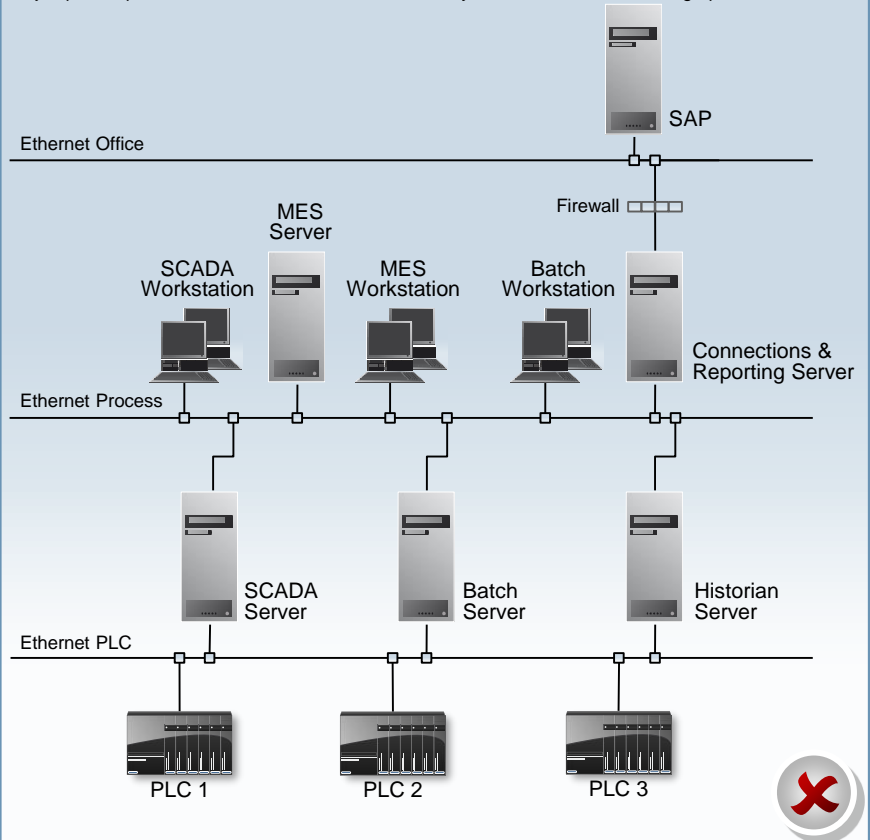 SAP
Ethernet Office
Firewall
MES
Server
SCADA
Workstation
MES
Workstation
Batch
Workstation
Connections &
Reporting Server
Ethernet Process
SCADA
Server
Batch
Server
Historian
Server
Ethernet PLC
PLC 1
PLC 2
PLC 3